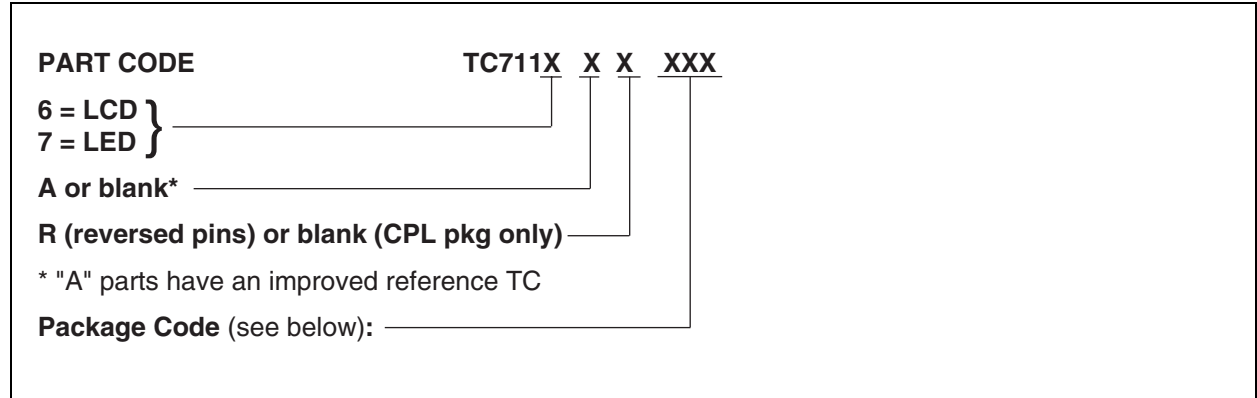 PART CODE TC711X X X XXX
6 = LCD
7 = LED
A or blank*
R (reversed pins) or blank (CPL pkg only)
* "A" parts have an improved reference TC
Package Code (see below):